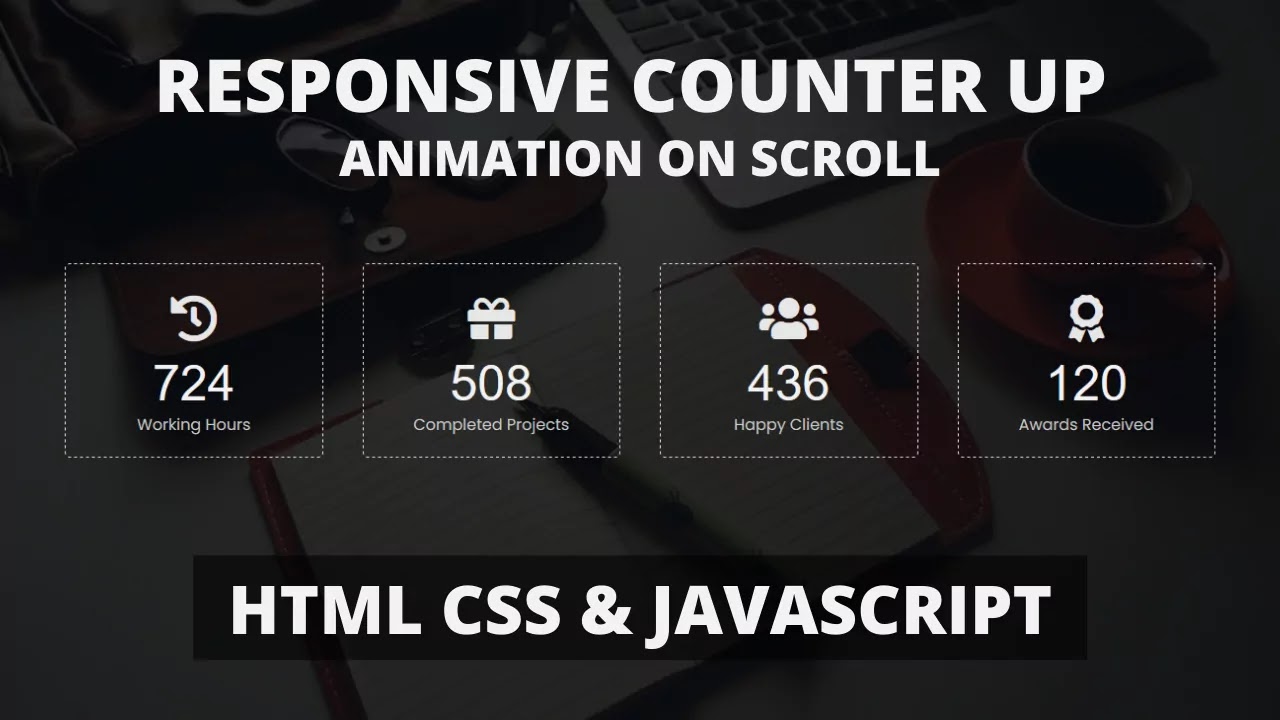 RESPONSIVE COUNTER UP
ANIMATION ON SCROLL
724
Working Hours
508
Completed Projects
436
Happy Clients
120
Awards Received
HTML CSS & JAVASCRIPT